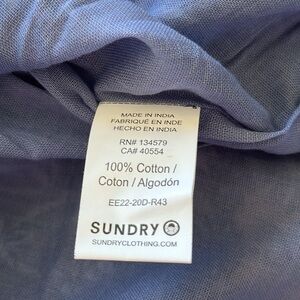 MADE IN INDIA
FABRIQUÉ EN INDE
HECHO EN INDIA
RN# 134579
CA# 40554
100% Cotton /
Coton / Algodón
EE22-20D-R43
SUNDRY
SUNDRYCLOTHING.COM